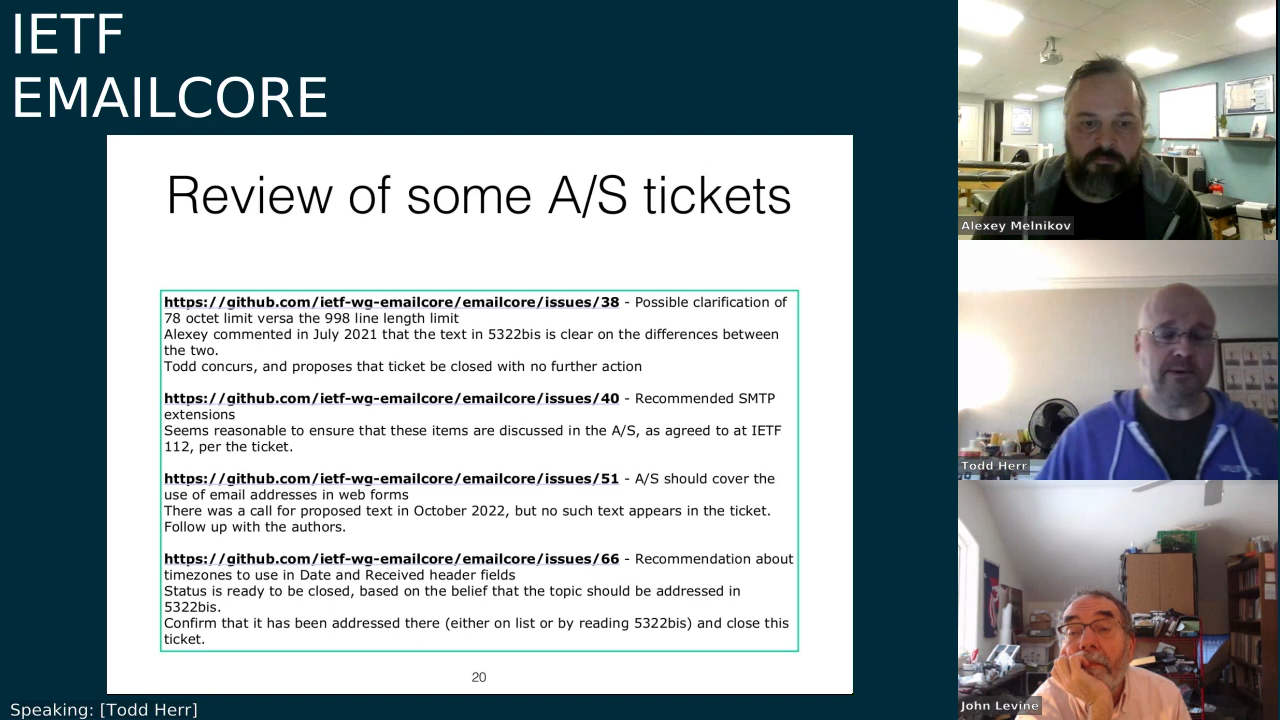 IETF
EMAILCORE
Review of some A/S tickets
https://github.com/ietf-wg-emailcore/emailcore/issues/38 - Possible clarification of
78 octet limit versa the 998 line length limit
Alexey commented in July 2021 that the text in 5322bis is clear on the differences between
the two.
Todd concurs, and proposes that ticket be closed with no further action
https://github.com/ietf-wg-emailcore/emailcore/issues/40 - Recommended SMTP
extensions
Seems reasonable to ensure that these items are discussed in the A/S, as agreed to at IETF
112, per the ticket.
https://github.com/ietf-wg-emailcore/emailcore/issues/51 - A/S should cover the
use of email addresses in web forms
There was a call for proposed text in October 2022, but no such text appears in the ticket.
Follow up with the authors.
https://github.com/ietf-wg-emailcore/emailcore/issues/66 - Recommendation about
timezones to use in Date and Received header fields
Status is ready to be closed, based on the belief that the topic should be addressed in
5322bis.
Confirm that it has been addressed there (either on list or by reading 5322bis) and close this
ticket.
20
Speaking: [Todd Herr]
Alexey Melnikov
Todd Herr
John Levine